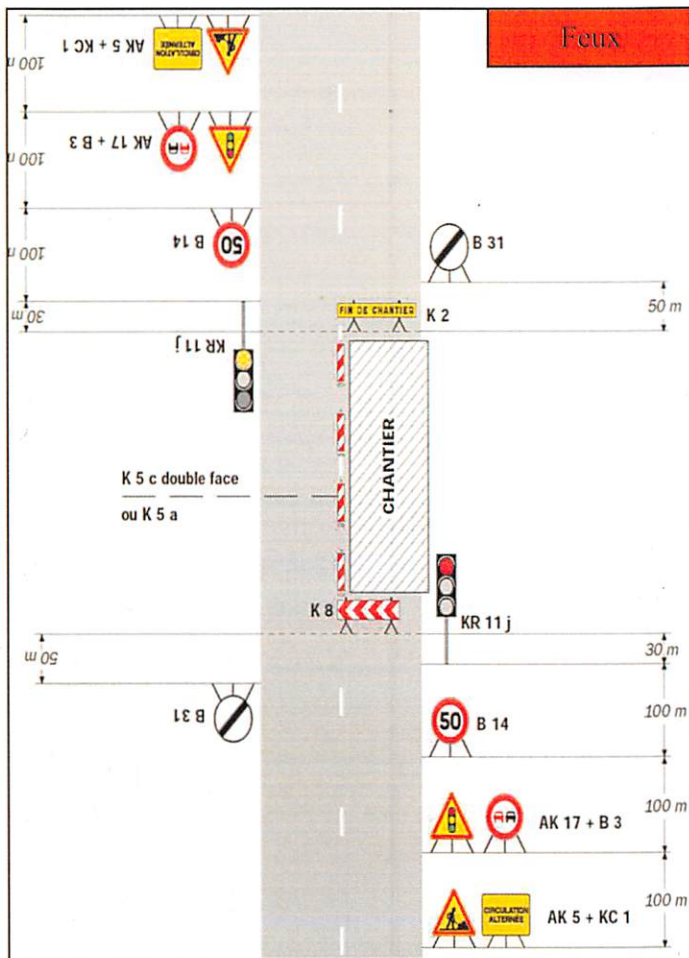 Feux
100 m
AK 5 + KC 1
CIRCULATION
ALTERNÉE
100 m
AK 17 + B 3
100 m
B 14
50
B 31
30 m
50 m
FIN DE CHANTIER
K 2
KR 11 j
CHANTIER
K 5 c double face
ou K 5 a
K 8
KR 11 j
50 m
30 m
B 31
50
B 14
100 m
AK 17 + B 3
100 m
CIRCULATION
ALTERNÉE
AK 5 + KC 1
100 m